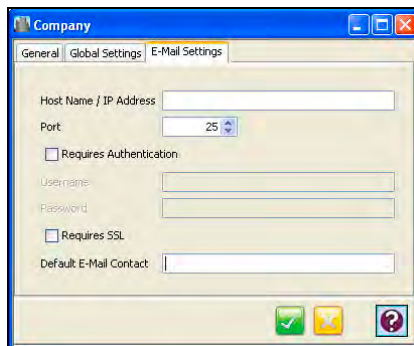 Company
General Global Settings E-Mail Settings
Host Name / IP Address
Port 25
Requires Authentication
Username
Password
Requires SSL
Default E-Mail Contact
?